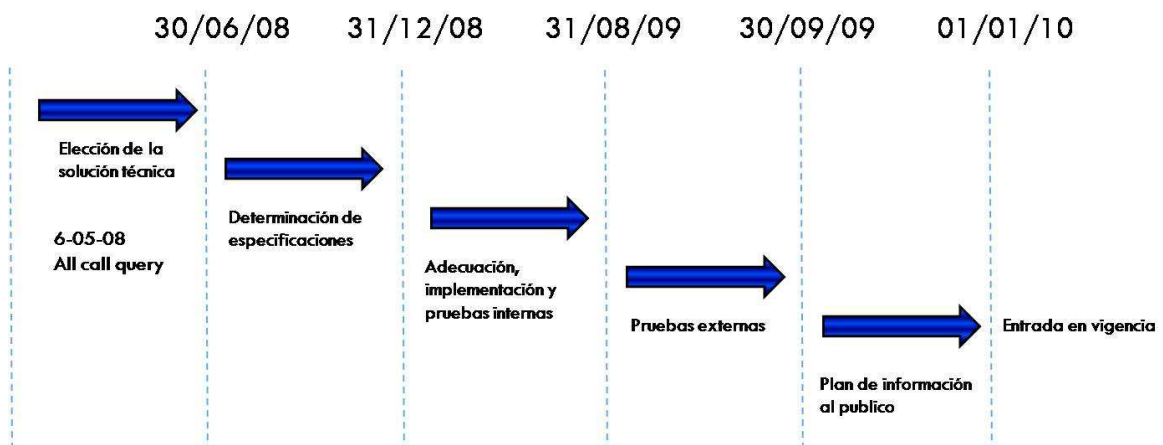 30/06/08 31/12/08 31/08/09 30/09/09 01/01/10
Elección de la
solución técnica
6-05-08
All call query
Determinación de
especificaciones
Adecuación,
implementación y
pruebas internas
Pruebas externas
Plan de información
al publico
Entrada en vigencia